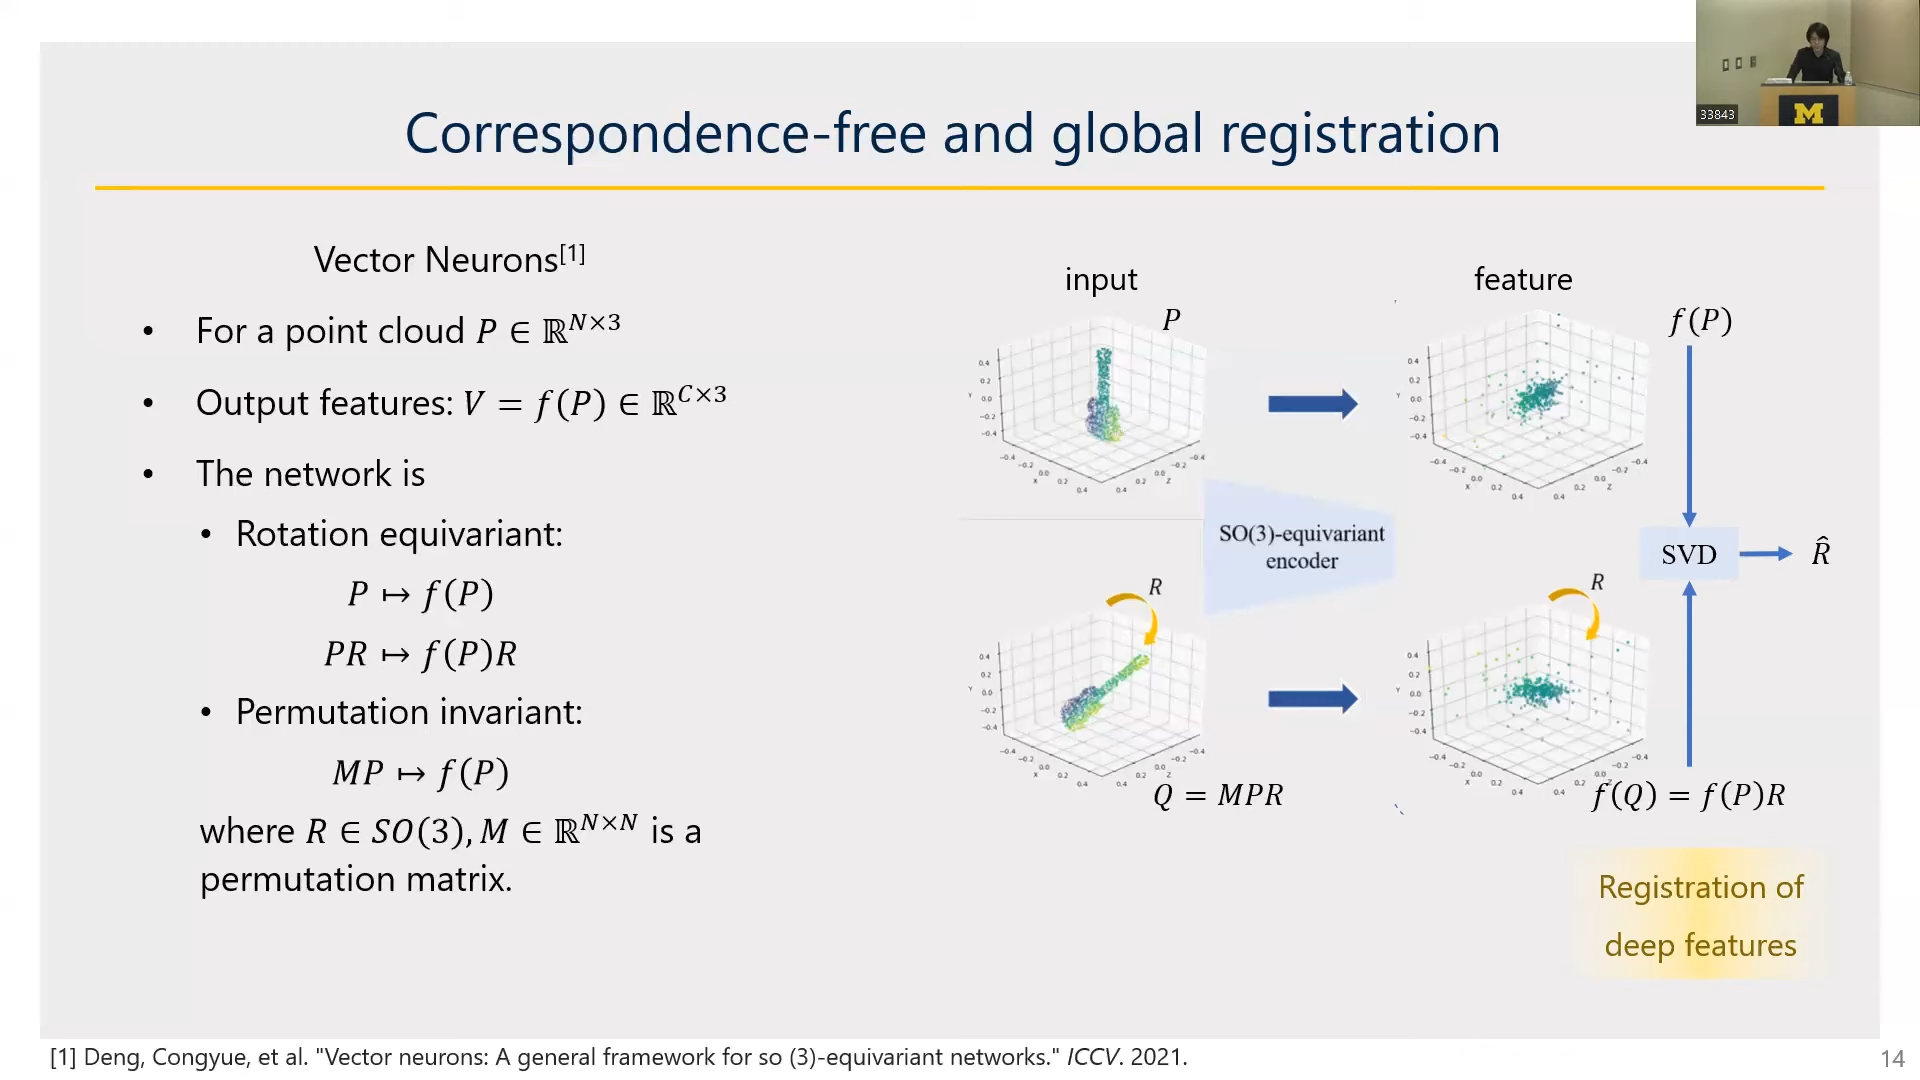 Correspondence-free and global registration
33843
M
Vector Neurons[1]
• For a point cloud P ∈ ℝ^{N×3}
• Output features: V = f(P) ∈ ℝ^{C×3}
• The network is
• Rotation equivariant:
P ↦ f(P)
PR ↦ f(P)R
• Permutation invariant:
MP ↦ f(P)
where R ∈ SO(3), M ∈ ℝ^{N×N} is a
permutation matrix.
input
P
feature
f(P)
SO(3)-equivariant
encoder
SVD
R̂
R
R
Q = MPR
f(Q) = f(P)R
Registration of
deep features
[1] Deng, Congyue, et al. "Vector neurons: A general framework for so (3)-equivariant networks." ICCV. 2021.
14